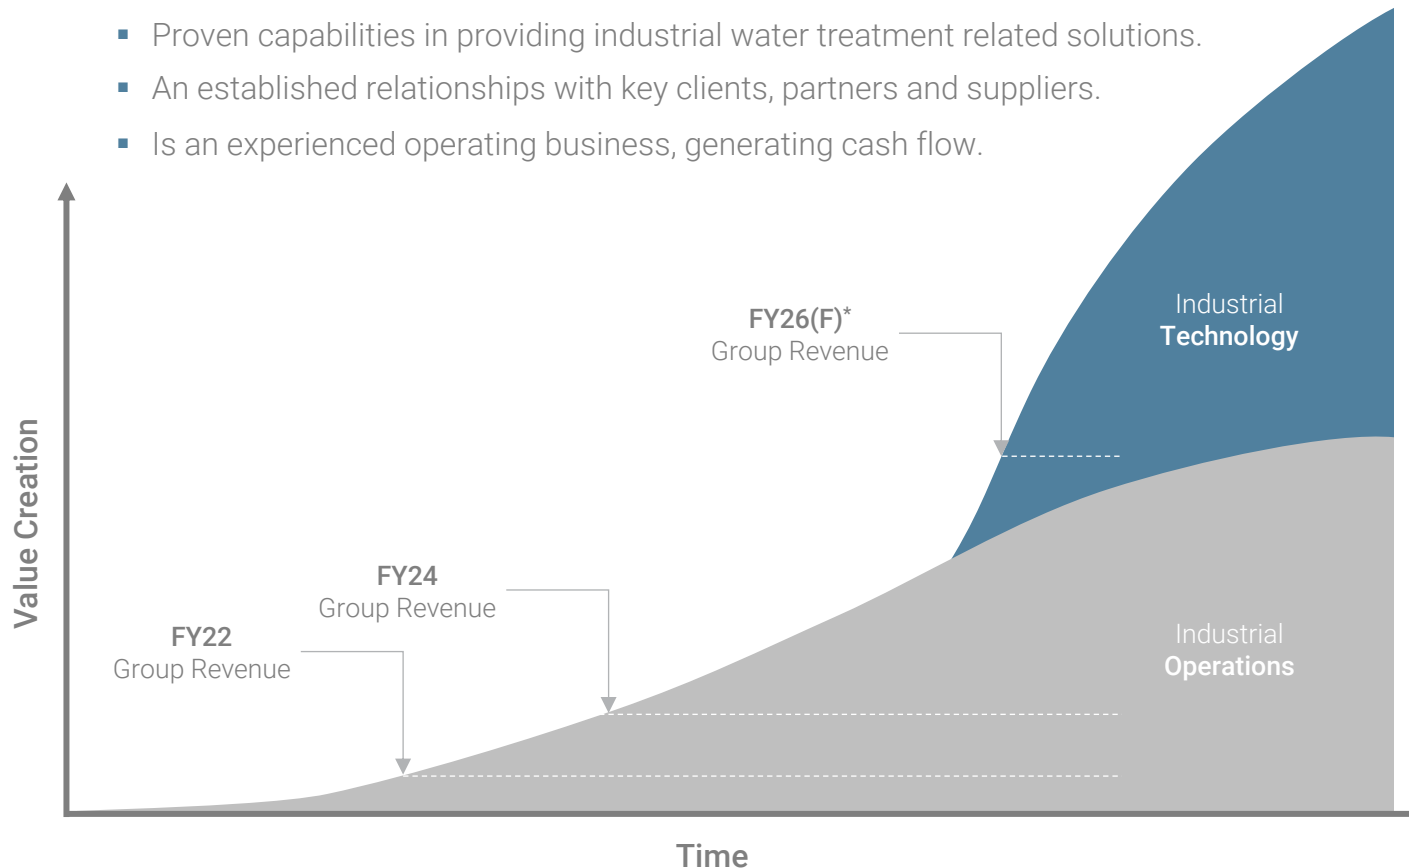 ▪ Proven capabilities in providing industrial water treatment related solutions.
▪ An established relationships with key clients, partners and suppliers.
▪ Is an experienced operating business, generating cash flow.
FY26(F)*
Group Revenue
Industrial
Technology
Value Creation
FY24
Group Revenue
FY22
Group Revenue
Industrial
Operations
Time